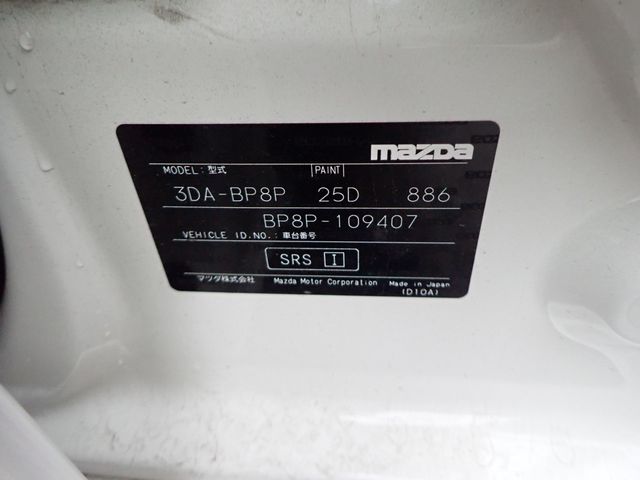 mazda
MODEL:型式 PAINT
3DA-BP8P 25D 886
BP8P-109407
VEHICLE ID.NO.:車台番号
SRS I
マツダ株式会社 Mazda Motor Corporation Made in Japan
(D10A)